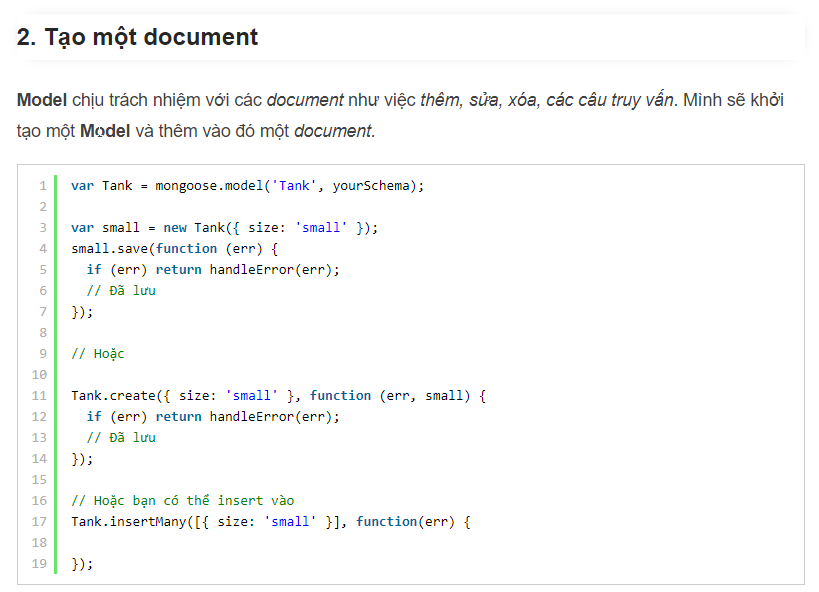 2. Tạo một document
Model chịu trách nhiệm với các document như việc thêm, sửa, xóa, các câu truy vấn. Mình sẽ khởi
tạo một Model và thêm vào đó một document.
1 var Tank = mongoose.model('Tank', yourSchema);
2
3 var small = new Tank({ size: 'small' });
4 small.save(function (err) {
5   if (err) return handleError(err);
6   // Đã lưu
7 });
8
9 // Hoặc
10
11 Tank.create({ size: 'small' }, function (err, small) {
12   if (err) return handleError(err);
13   // Đã lưu
14 });
15
16 // Hoặc bạn có thể insert vào
17 Tank.insertMany([{ size: 'small' }], function(err) {
18
19 });